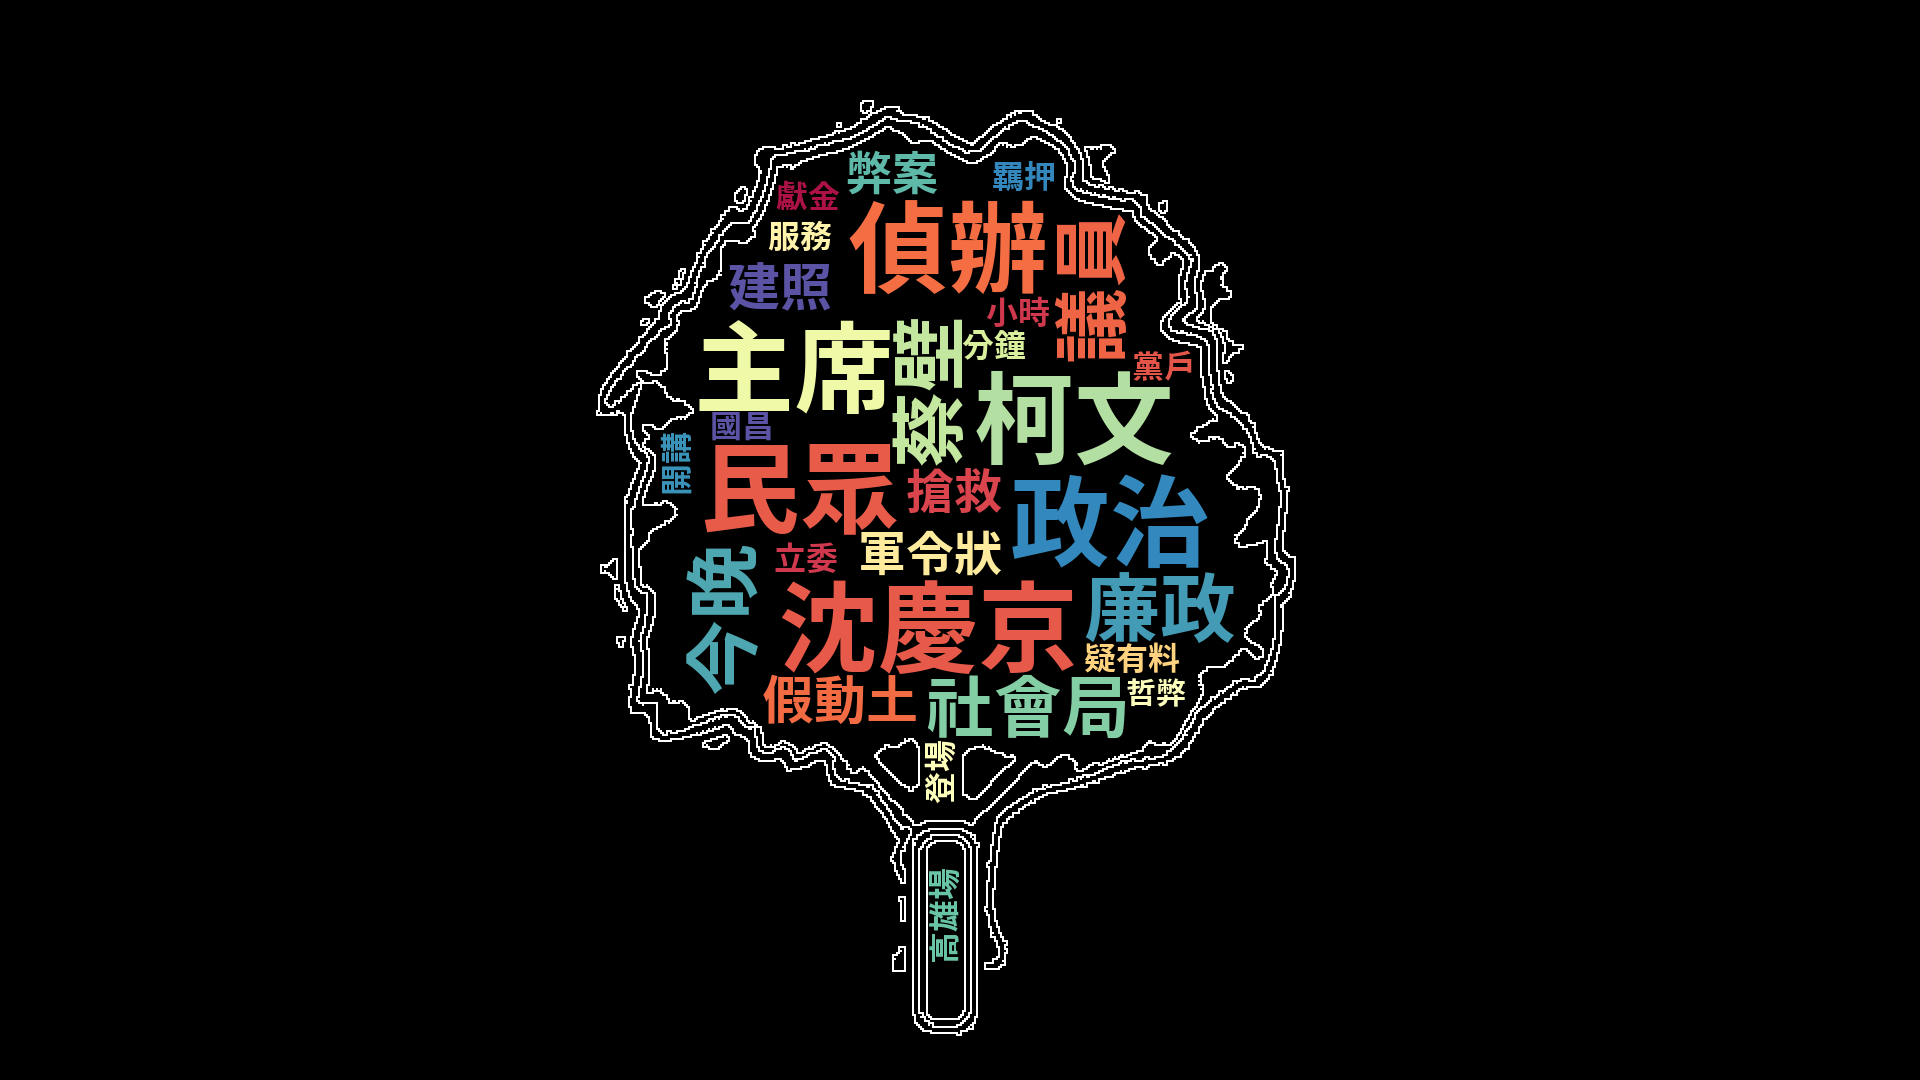 弊案
羈押
獻金
服務
偵辦
議員
建照
小時
主席
蔡壁
分鐘
黨戶
柯文
國昌
開講
民眾
搶救
政治
軍令狀
立委
今晚
沈慶京
廉政
疑有料
假動土
社會局
哲弊
登場
高雄場